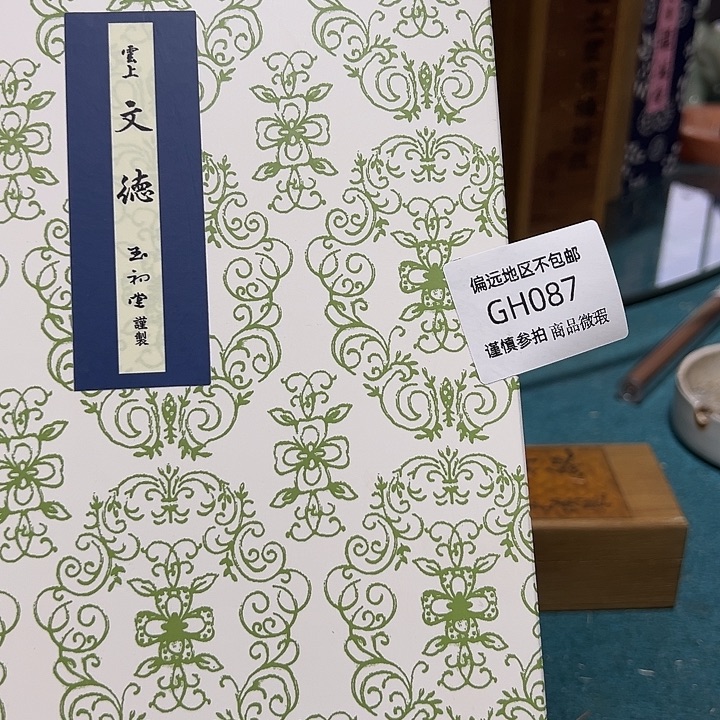 雲上
文
德
玉初堂
謹製
偏远地区不包邮
GH087
谨慎参拍 商品微瑕